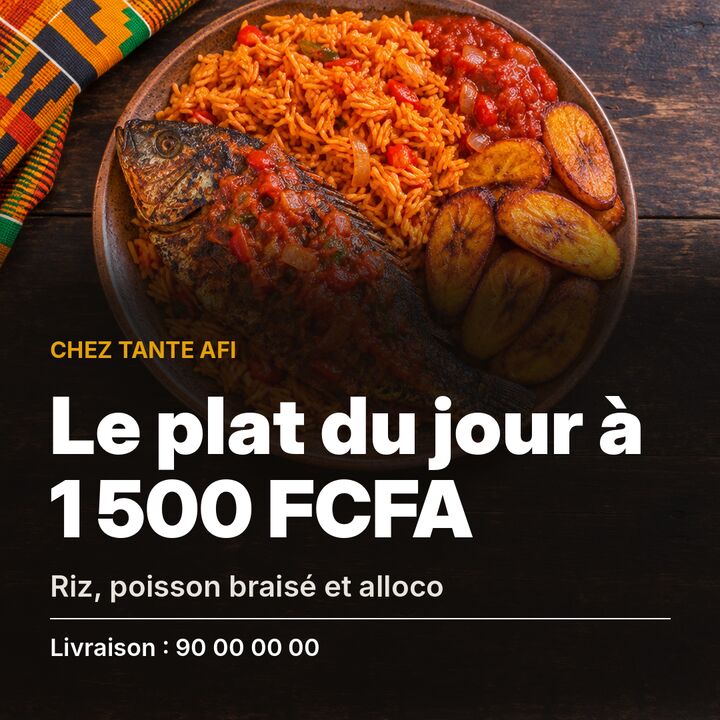 CHEZ TANTE AFI
Le plat du jour à
1 500 FCFA
Riz, poisson braisé et alloco
Livraison : 90 00 00 00